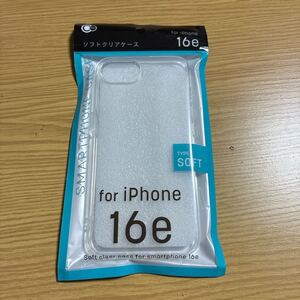 for iPhone
16e
ソフトクリアケース
TYPE
SOFT
for iPhone
16e
Soft clear case for smartphone 16e